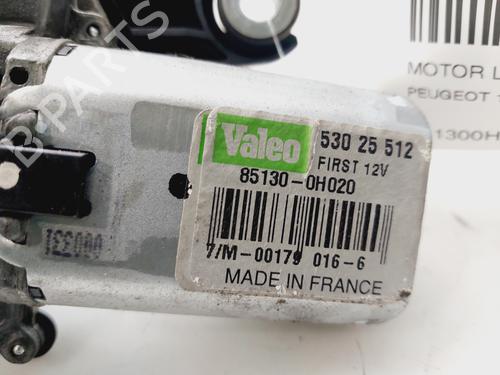 MOTOR L
PEUGEOT 1
1300H
Valeo
530 25 512
FIRST 12V
85130-0H020
7/M-00179 016-6
MADE IN FRANCE
B-PARTS